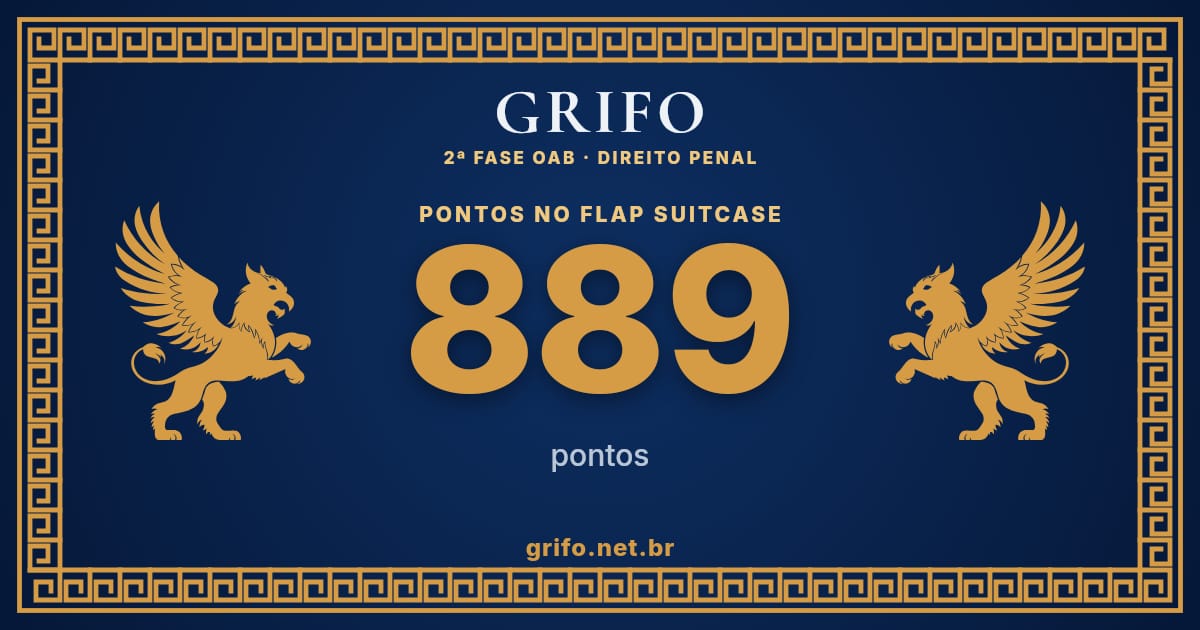 GRIFO
2ª FASE OAB · DIREITO PENAL
PONTOS NO FLAP SUITCASE
889
pontos
grifo.net.br